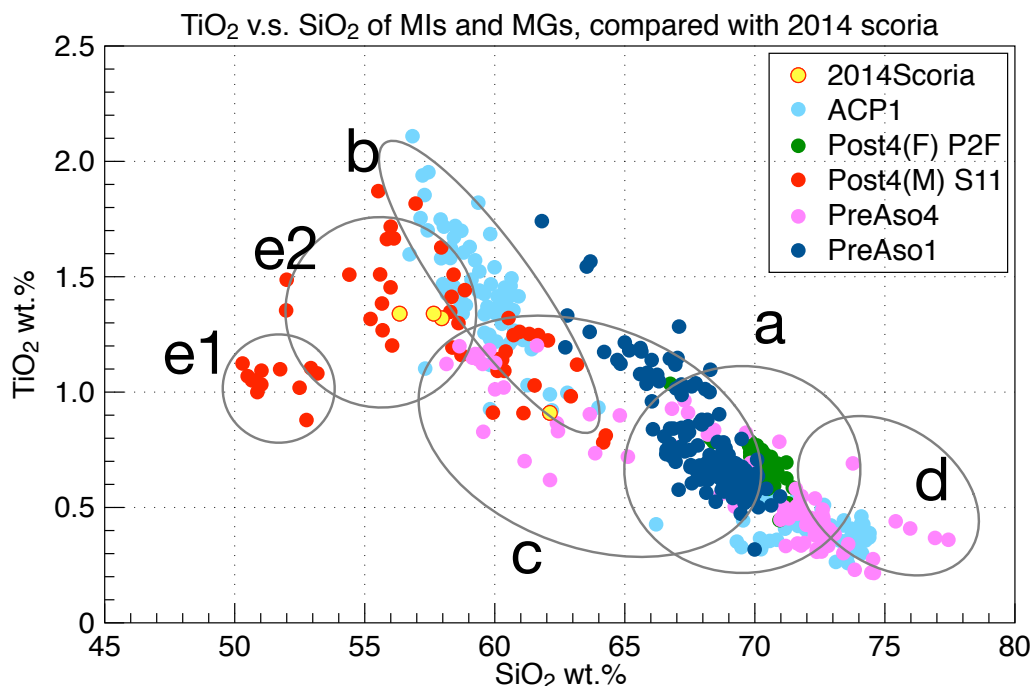 TiO2 v.s. SiO2 of MIs and MGs, compared with 2014 scoria
2.5
2.0
1.5
1.0
0.5
0
TiO2 wt.%
2014Scoria
ACP1
Post4(F) P2F
Post4(M) S11
PreAso4
PreAso1
b
e2
a
e1
d
c
45
50
55
60
65
70
75
80
SiO2 wt.%